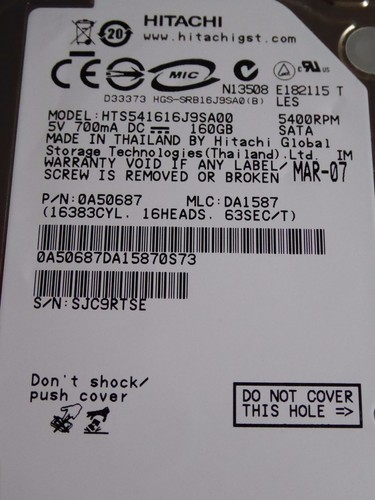 HITACHI
20 www.hitachigst.com
CE MIC c UL US
N13508 E182115 T
D33373 HGS-SRB16J9SA0(B) LES
MODEL:HTS541616J9SA00 5400RPM
5V 700mA DC 160GB SATA
MADE IN THAILAND BY Hitachi Global
Storage Technologies(Thailand).Ltd. IM
WARRANTY VOID IF ANY LABEL/
SCREW IS REMOVED OR BROKEN MAR-07
P/N:0A50687 MLC:DA1587
(16383CYL. 16HEADS. 63SEC/T)
0A50687DA15870S73
S/N:SJC9RTSE
Don't shock/
push cover
DO NOT COVER
THIS HOLE =>